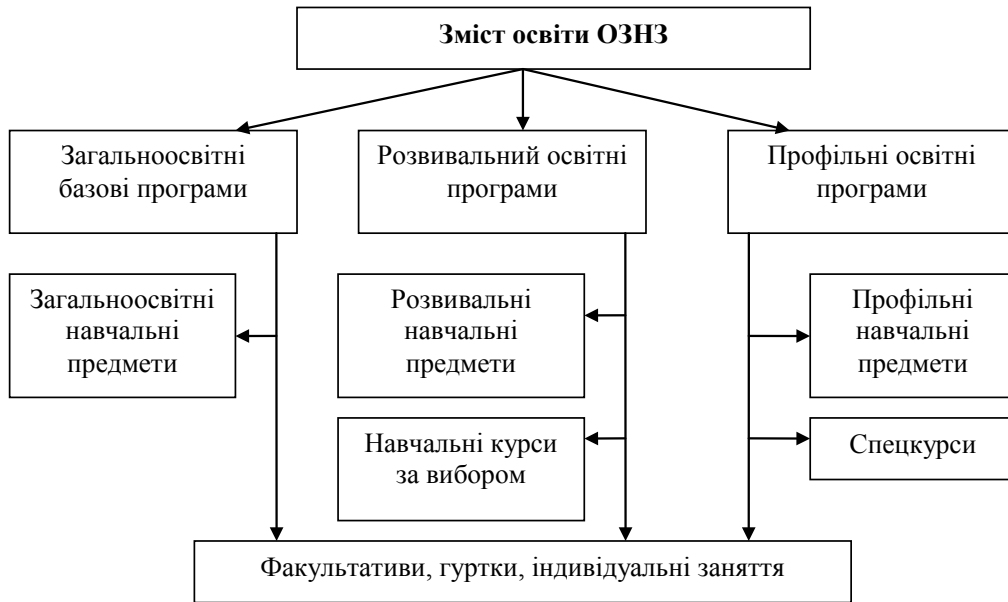 Зміст освіти ОЗНЗ
Загальноосвітні
базові програми
Розвивальний освітні
програми
Профільні освітні
програми
Загальноосвітні
навчальні
предмети
Розвивальні
навчальні
предмети
Профільні
навчальні
предмети
Навчальні курси
за вибором
Спецкурси
Факультативи, гуртки, індивідуальні заняття